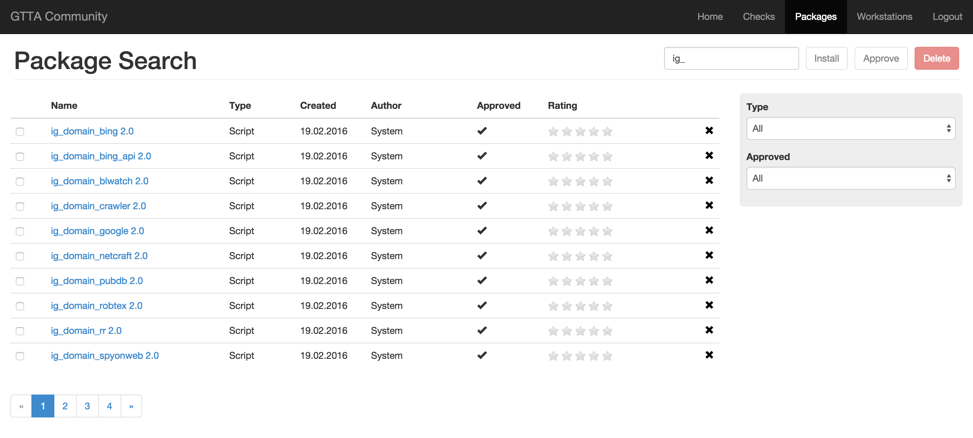 GTTA Community Home Checks Packages Workstations Logout
Package Search ig_ Install Approve Delete
Name Type Created Author Approved Rating
ig_domain_bing 2.0 Script 19.02.2016 System
ig_domain_bing_api 2.0 Script 19.02.2016 System
ig_domain_blwatch 2.0 Script 19.02.2016 System
ig_domain_crawler 2.0 Script 19.02.2016 System
ig_domain_google 2.0 Script 19.02.2016 System
ig_domain_netcraft 2.0 Script 19.02.2016 System
ig_domain_pubdb 2.0 Script 19.02.2016 System
ig_domain_robtex 2.0 Script 19.02.2016 System
ig_domain_rr 2.0 Script 19.02.2016 System
ig_domain_spyonweb 2.0 Script 19.02.2016 System
Type
All
Approved
All
« 1 2 3 4 »